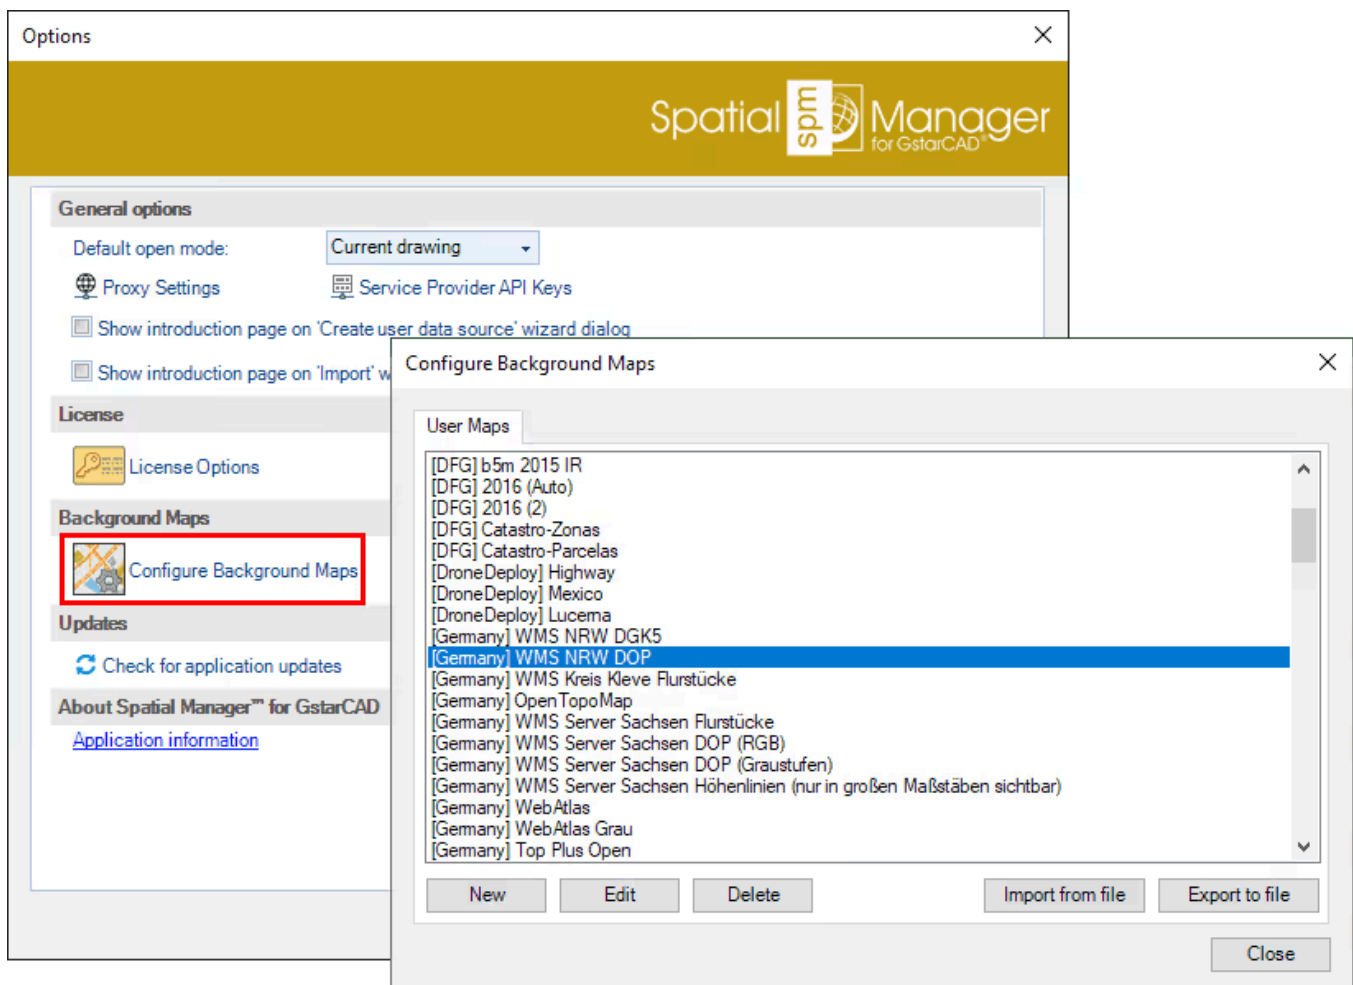 Options
Spatial spm Manager
for GstarCAD®
General options
Default open mode: Current drawing
Proxy Settings Service Provider API Keys
Show introduction page on 'Create user data source' wizard dialog
Show introduction page on 'Import' w
License
License Options
Background Maps
Configure Background Maps
Updates
Check for application updates
About Spatial Manager™ for GstarCAD
Application information
Configure Background Maps
User Maps
[DFG] b5m 2015 IR
[DFG] 2016 (Auto)
[DFG] 2016 (2)
[DFG] Catastro-Zonas
[DFG] Catastro-Parcelas
[DroneDeploy] Highway
[DroneDeploy] Mexico
[DroneDeploy] Lucerna
[Germany] WMS NRW DGK5
[Germany] WMS NRW DOP
[Germany] WMS Kreis Kleve Flurstücke
[Germany] OpenTopoMap
[Germany] WMS Server Sachsen Flurstücke
[Germany] WMS Server Sachsen DOP (RGB)
[Germany] WMS Server Sachsen DOP (Graustufen)
[Germany] WMS Server Sachsen Höhenlinien (nur in großen Maßstäben sichtbar)
[Germany] WebAtlas
[Germany] WebAtlas Grau
[Germany] Top Plus Open
New Edit Delete Import from file Export to file
Close